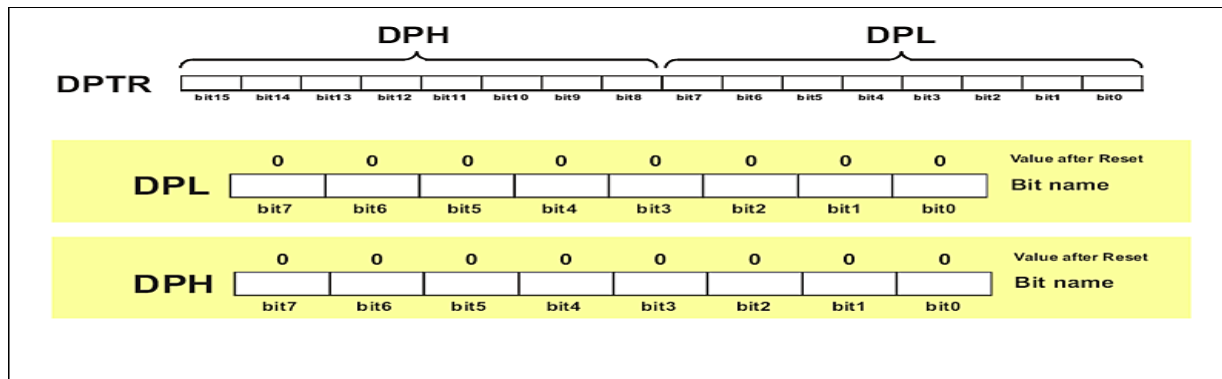 DPH DPL
DPTR
bit15 bit14 bit13 bit12 bit11 bit10 bit9 bit8 bit7 bit6 bit5 bit4 bit3 bit2 bit1 bit0
0 0 0 0 0 0 0 0 Value after Reset
DPL Bit name
bit7 bit6 bit5 bit4 bit3 bit2 bit1 bit0
0 0 0 0 0 0 0 0 Value after Reset
DPH Bit name
bit7 bit6 bit5 bit4 bit3 bit2 bit1 bit0